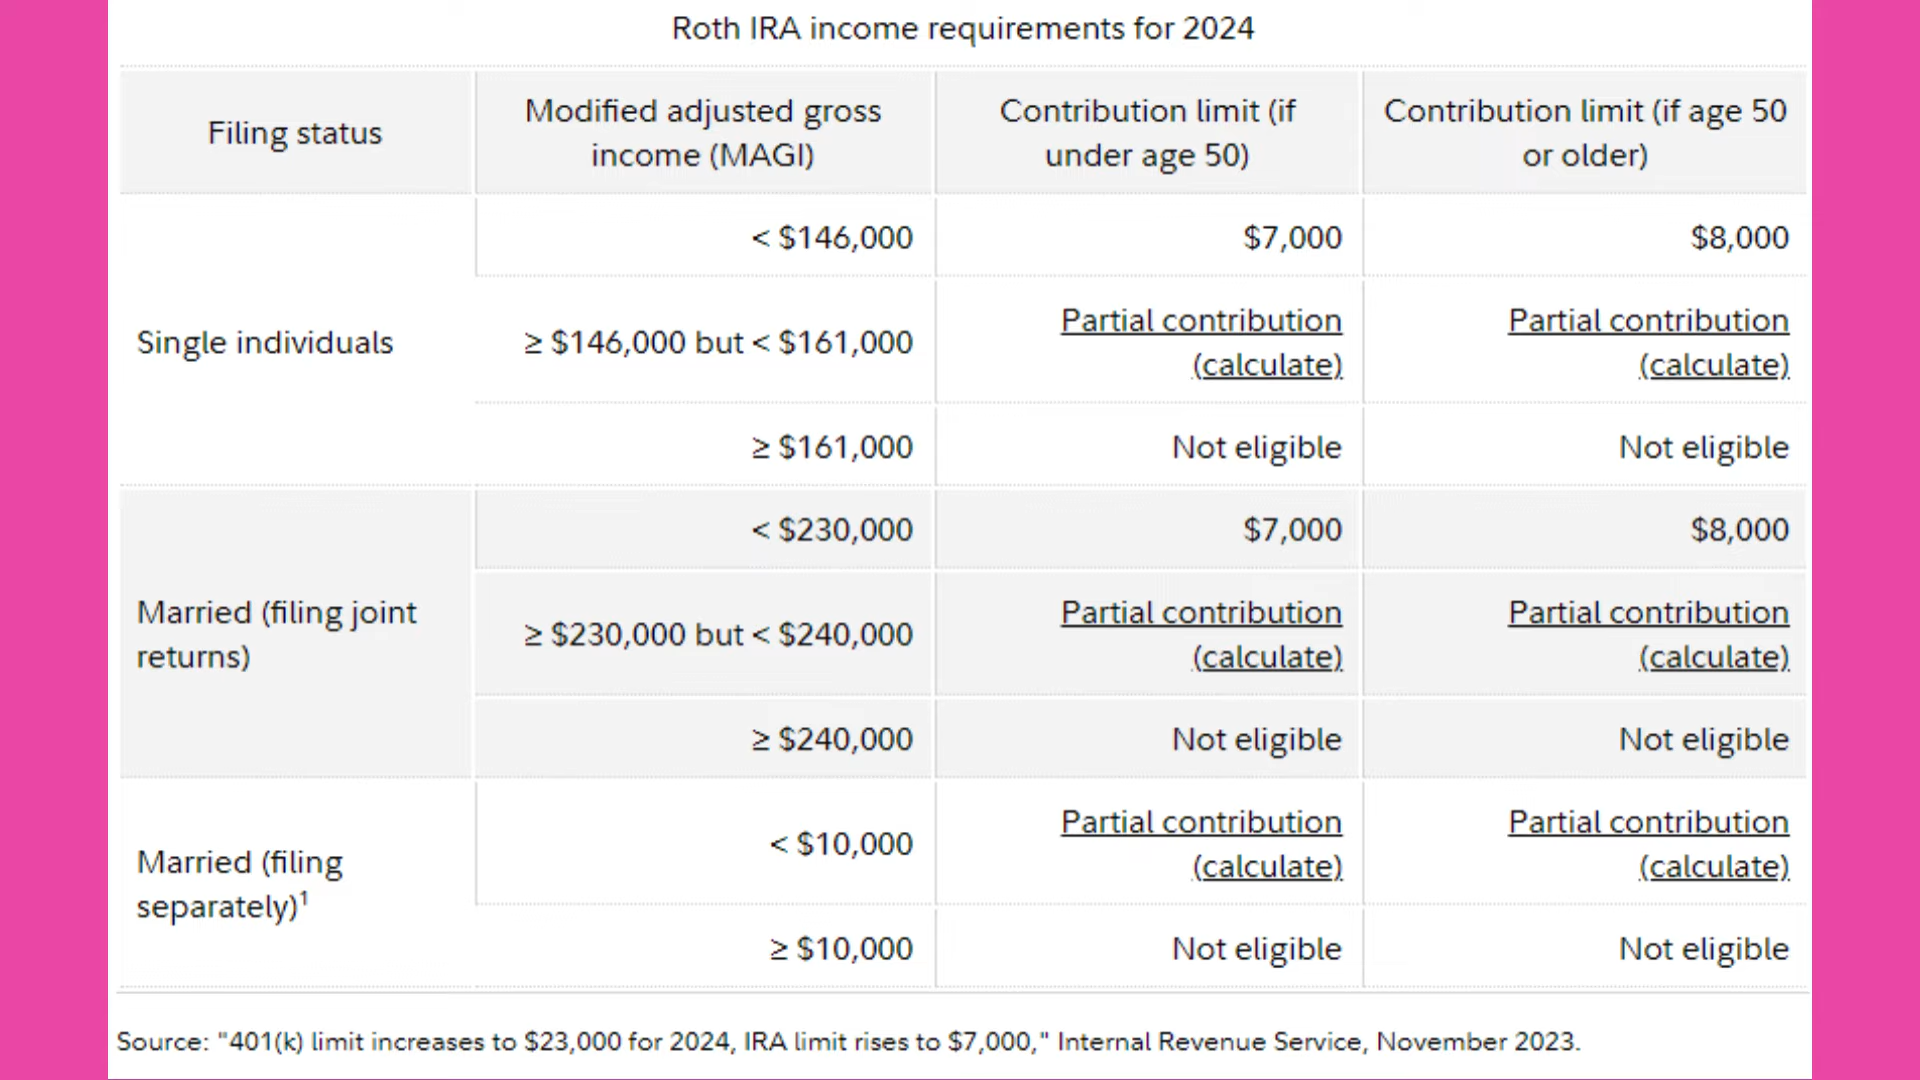 Roth IRA income requirements for 2024
Filing status
Modified adjusted gross
income (MAGI)
Contribution limit (if
under age 50)
Contribution limit (if age 50
or older)
Single individuals
< $146,000
$7,000
$8,000
≥ $146,000 but < $161,000
Partial contribution
(calculate)
Partial contribution
(calculate)
≥ $161,000
Not eligible
Not eligible
Married (filing joint
returns)
< $230,000
$7,000
$8,000
≥ $230,000 but < $240,000
Partial contribution
(calculate)
Partial contribution
(calculate)
≥ $240,000
Not eligible
Not eligible
Married (filing
separately)¹
< $10,000
Partial contribution
(calculate)
Partial contribution
(calculate)
≥ $10,000
Not eligible
Not eligible
Source: "401(k) limit increases to $23,000 for 2024, IRA limit rises to $7,000," Internal Revenue Service, November 2023.